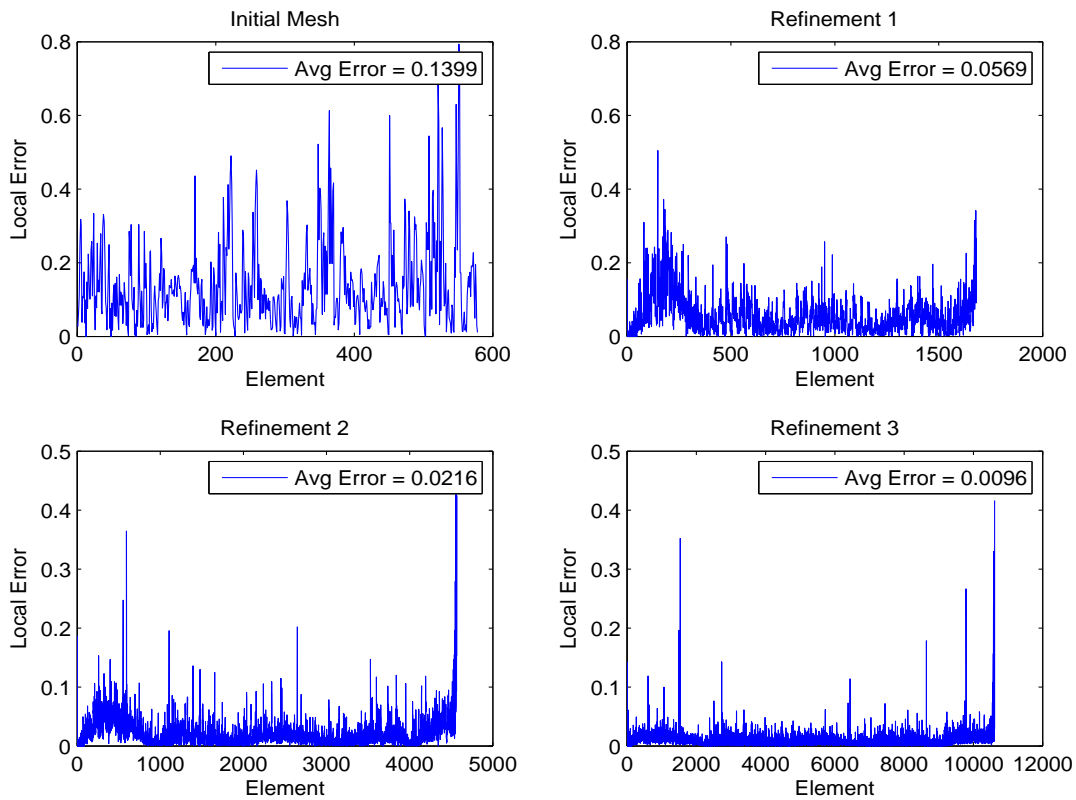 Initial Mesh
Avg Error = 0.1399
Local Error
0.8
0.6
0.4
0.2
0
0 200 400 600
Element
Refinement 1
Avg Error = 0.0569
Local Error
0.8
0.6
0.4
0.2
0
0 500 1000 1500 2000
Element
Refinement 2
Avg Error = 0.0216
Local Error
0.5
0.4
0.3
0.2
0.1
0
0 1000 2000 3000 4000 5000
Element
Refinement 3
Avg Error = 0.0096
Local Error
0.5
0.4
0.3
0.2
0.1
0
0 2000 4000 6000 8000 10000 12000
Element